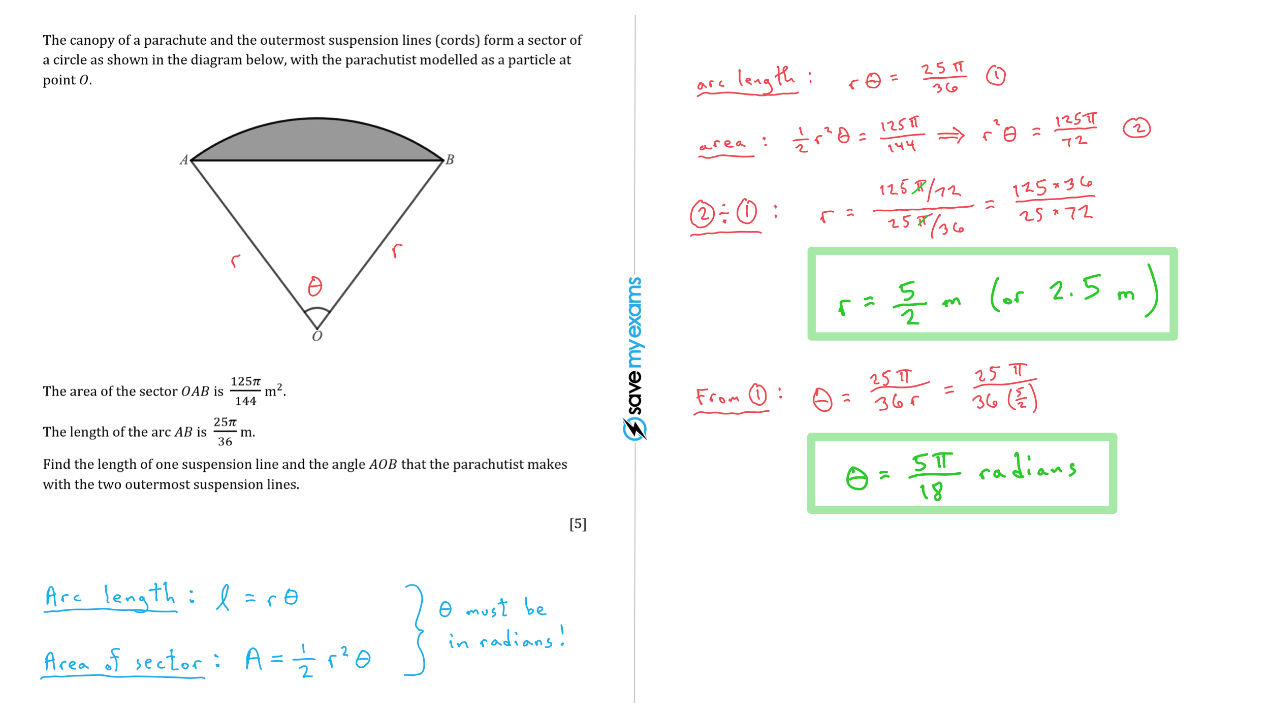 The canopy of a parachute and the outermost suspension lines (cords) form a sector of
a circle as shown in the diagram below, with the parachutist modelled as a particle at
point O.
A
B
r
r
θ
O
The area of the sector OAB is 125π/144 m².
The length of the arc AB is 25π/36 m.
Find the length of one suspension line and the angle AOB that the parachutist makes
with the two outermost suspension lines.
[5]
Arc length : l = rθ
Area of sector : A = 1/2 r²θ
θ must be
in radians!
savemyexams
arc length : rθ = 25π/36 ①
area : 1/2 r²θ = 125π/144 ⟹ r²θ = 125π/72 ②
② ÷ ① : r = (125π/72)/(25π/36) = (125*36)/(25*72)
r = 5/2 m (or 2.5 m)
From ① : θ = 25π/36r = 25π/36(5/2)
θ = 5π/18 radians